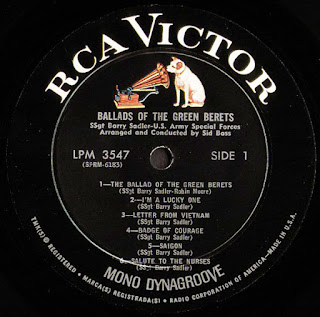 RCA VICTOR
BALLADS OF THE GREEN BERETS
SSgt Barry Sadler-U.S. Army Special Forces
Arranged and Conducted by Sid Bass
LPM 3547
SIDE 1
(SPRM-6183)
1—THE BALLAD OF THE GREEN BERETS
(SSgt Barry Sadler-Robin Moore)
2—I'M A LUCKY ONE
(SSgt Barry Sadler)
3—LETTER FROM VIETNAM
(SSgt Barry Sadler)
4—BADGE OF COURAGE
(SSgt Barry Sadler)
5—SAIGON
(SSgt Barry Sadler)
6—SALUTE TO THE NURSES
(SSgt Barry Sadler)
MONO DYNAGROOVE
TMK(S) ® REGISTERED • MARCA(S) REGISTRADA(S) • RADIO CORPORATION OF AMERICA—MADE IN U.S.A.